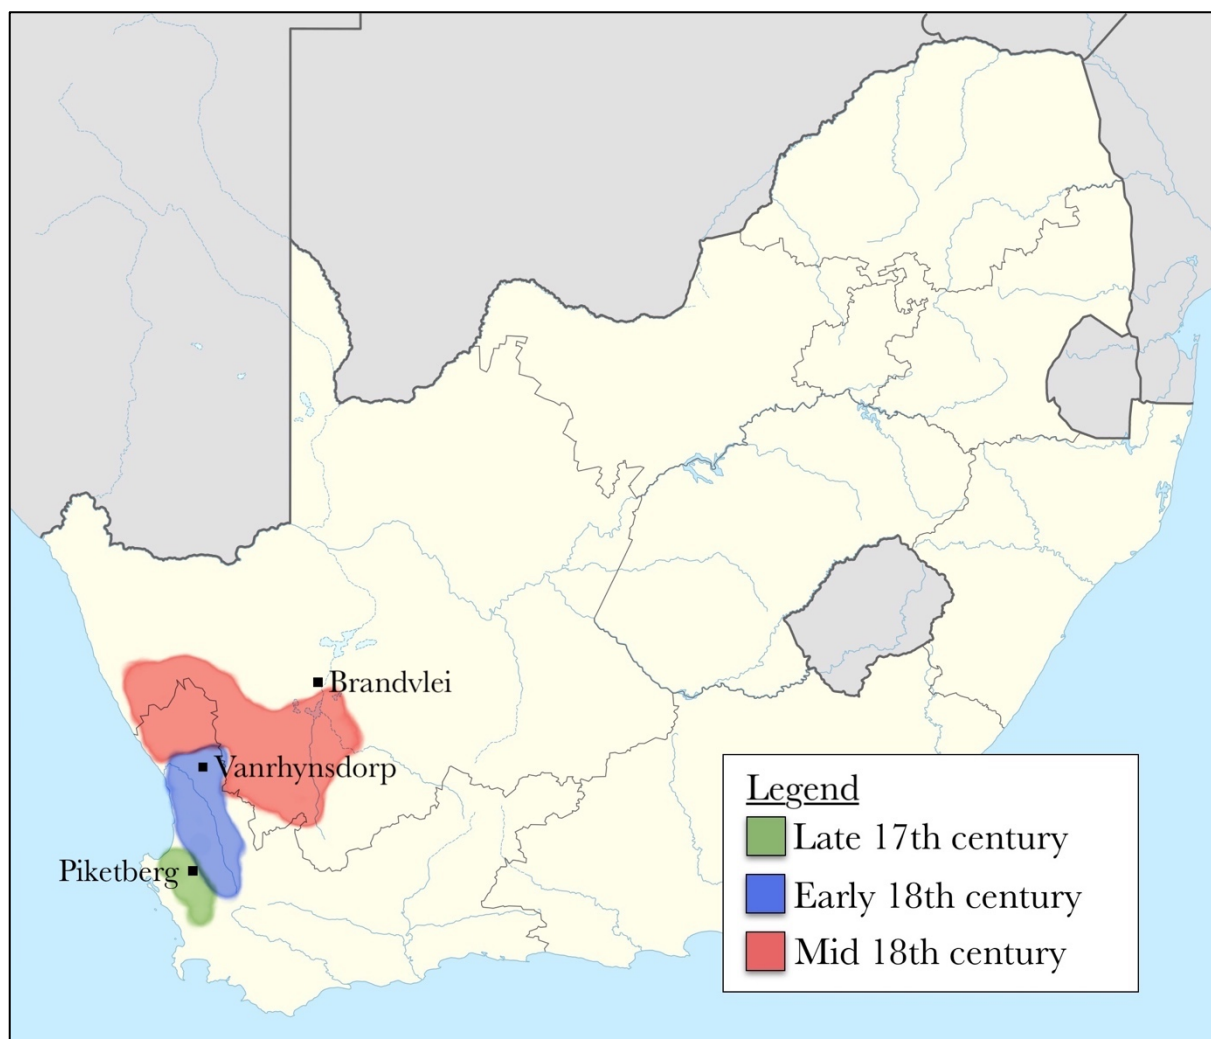 Brandvlei
Vanrhynsdorp
Piketberg
Legend
Late 17th century
Early 18th century
Mid 18th century